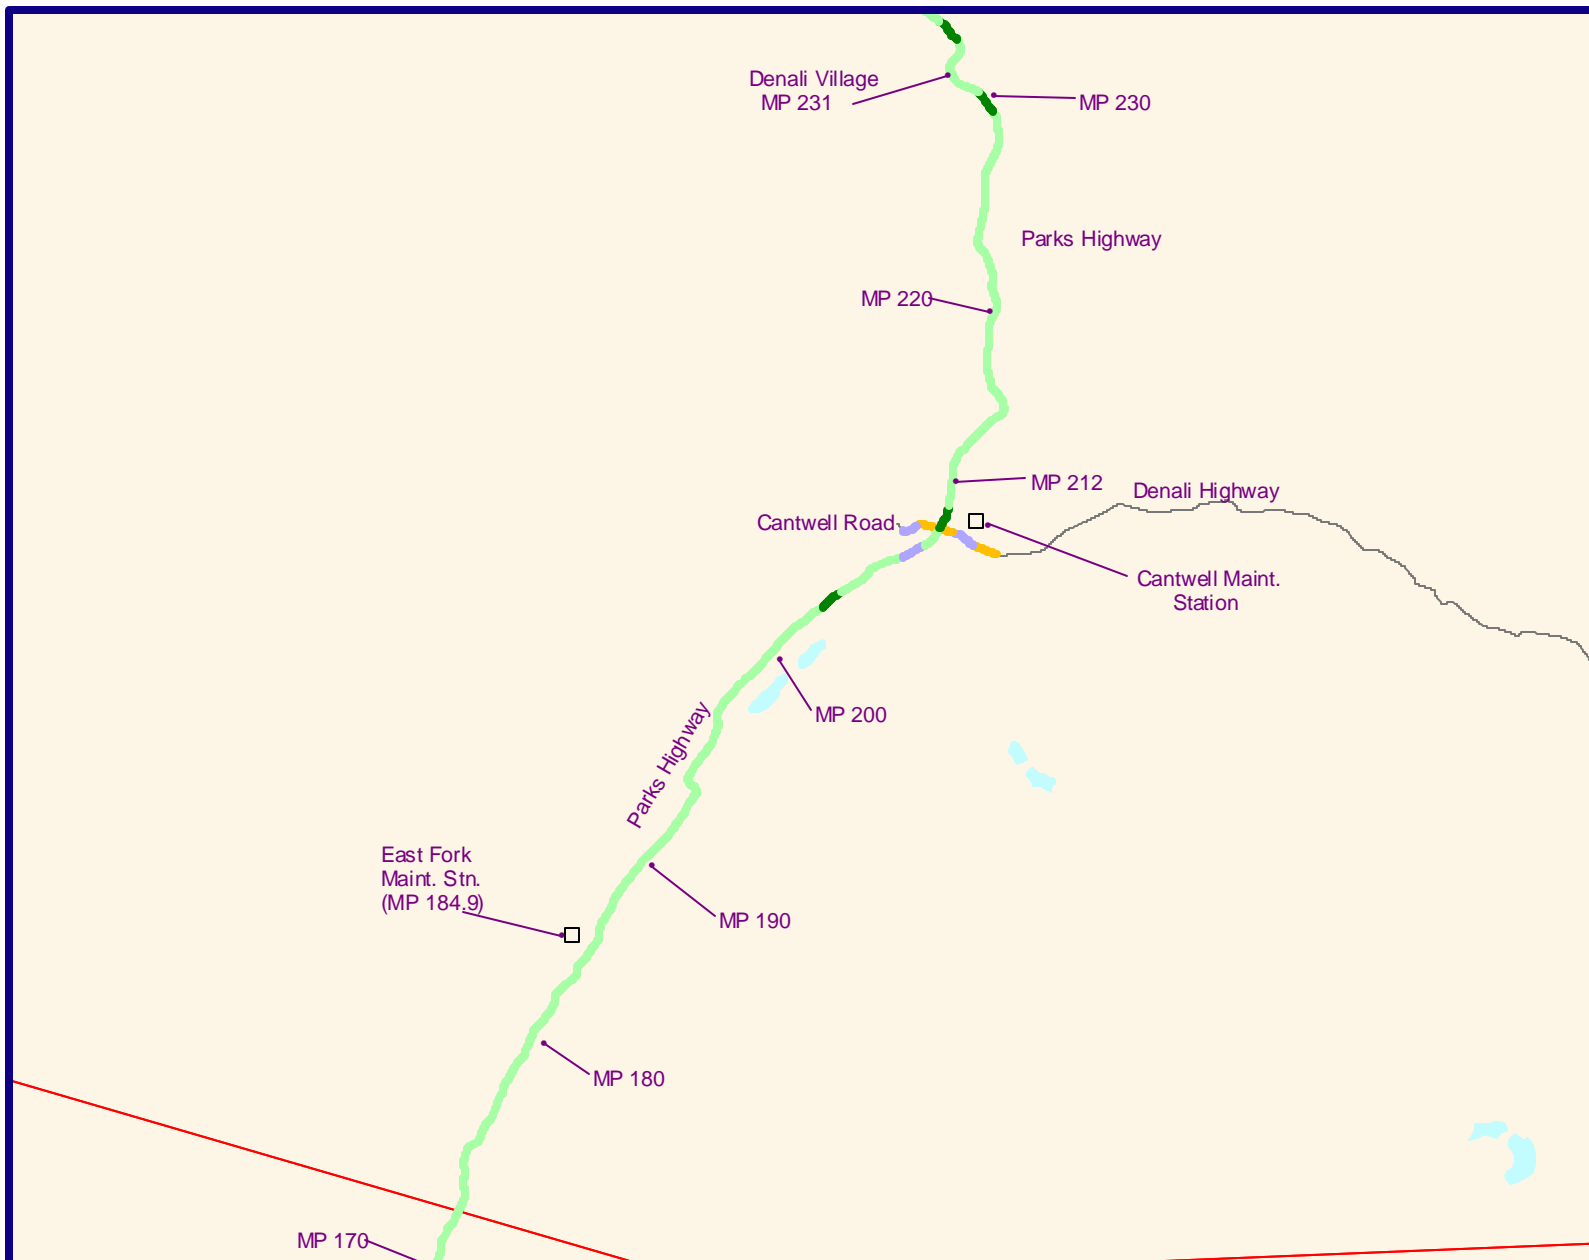 Denali Village
MP 231
MP 230
Parks Highway
MP 220
MP 212
Denali Highway
Cantwell Road
Cantwell Maint.
Station
MP 200
Parks Highway
East Fork
Maint. Stn.
(MP 184.9)
MP 190
MP 180
MP 170